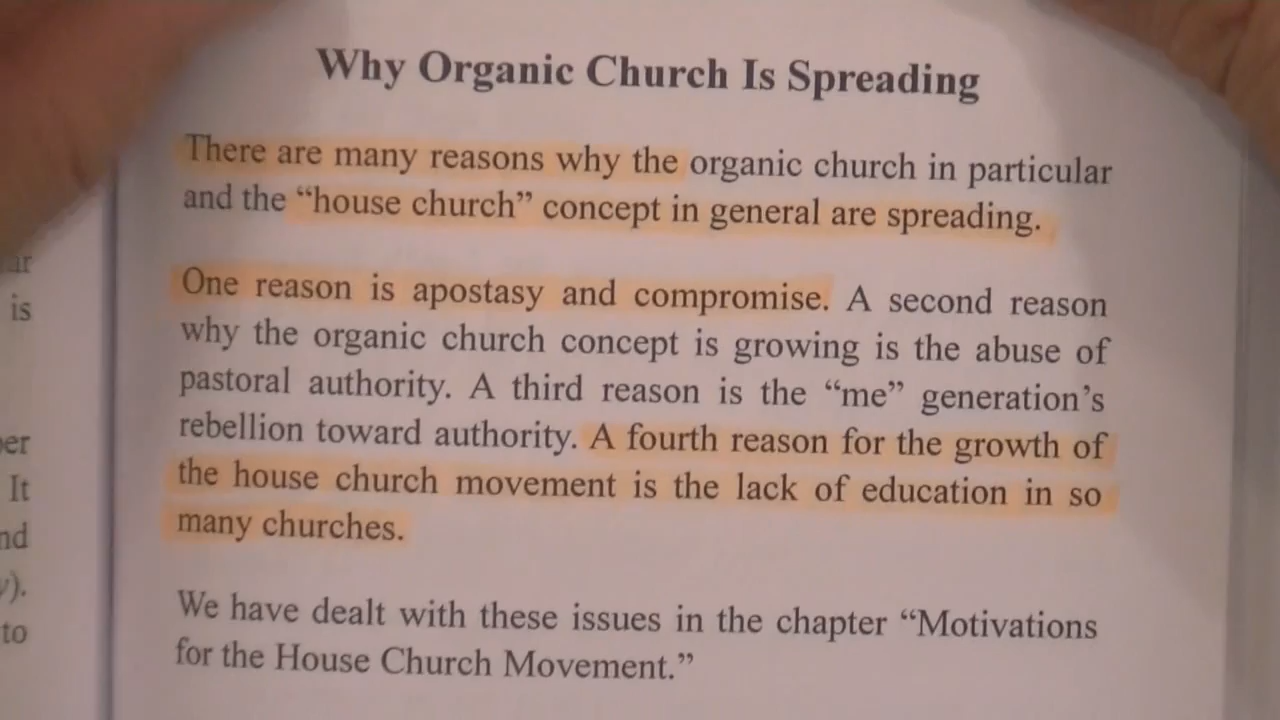 Why Organic Church Is Spreading
There are many reasons why the organic church in particular
and the “house church” concept in general are spreading.
One reason is apostasy and compromise. A second reason
why the organic church concept is growing is the abuse of
pastoral authority. A third reason is the “me” generation’s
rebellion toward authority. A fourth reason for the growth of
the house church movement is the lack of education in so
many churches.
We have dealt with these issues in the chapter “Motivations
for the House Church Movement.”
is
It
to